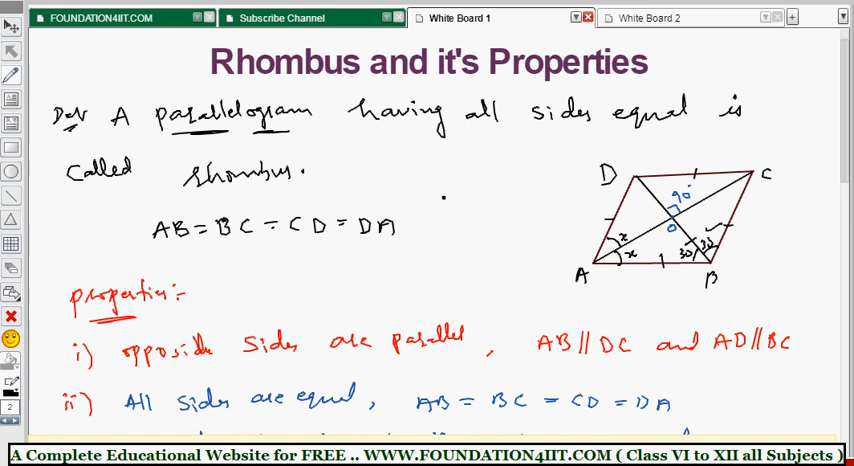 FOUNDATION4IIT.COM
Subscribe Channel
White Board 1
White Board 2
Rhombus and it's Properties
Def A parallelogram having all sides equal is
called rhombus.
AB = BC = CD = DA
D
C
90°
O
x
x
30
30
A
B
properties:-
i) opposite sides are parallel, AB // DC and AD // BC
ii) All sides are equal, AB = BC = CD = DA
2
A Complete Educational Website for FREE .. WWW.FOUNDATION4IIT.COM ( Class VI to XII all Subjects )